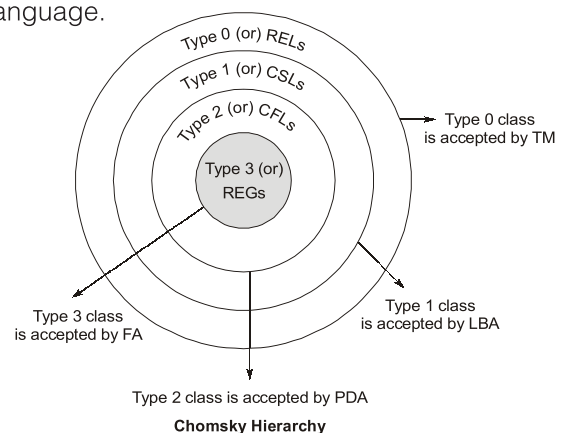 anguage.
Type 0 (or) RELs
Type 1 (or) CSLs
Type 2 (or) CFLs
Type 3 (or)
REGs
Type 0 class
is accepted by TM
Type 1 class
is accepted by LBA
Type 3 class
is accepted by FA
Type 2 class is accepted by PDA
Chomsky Hierarchy